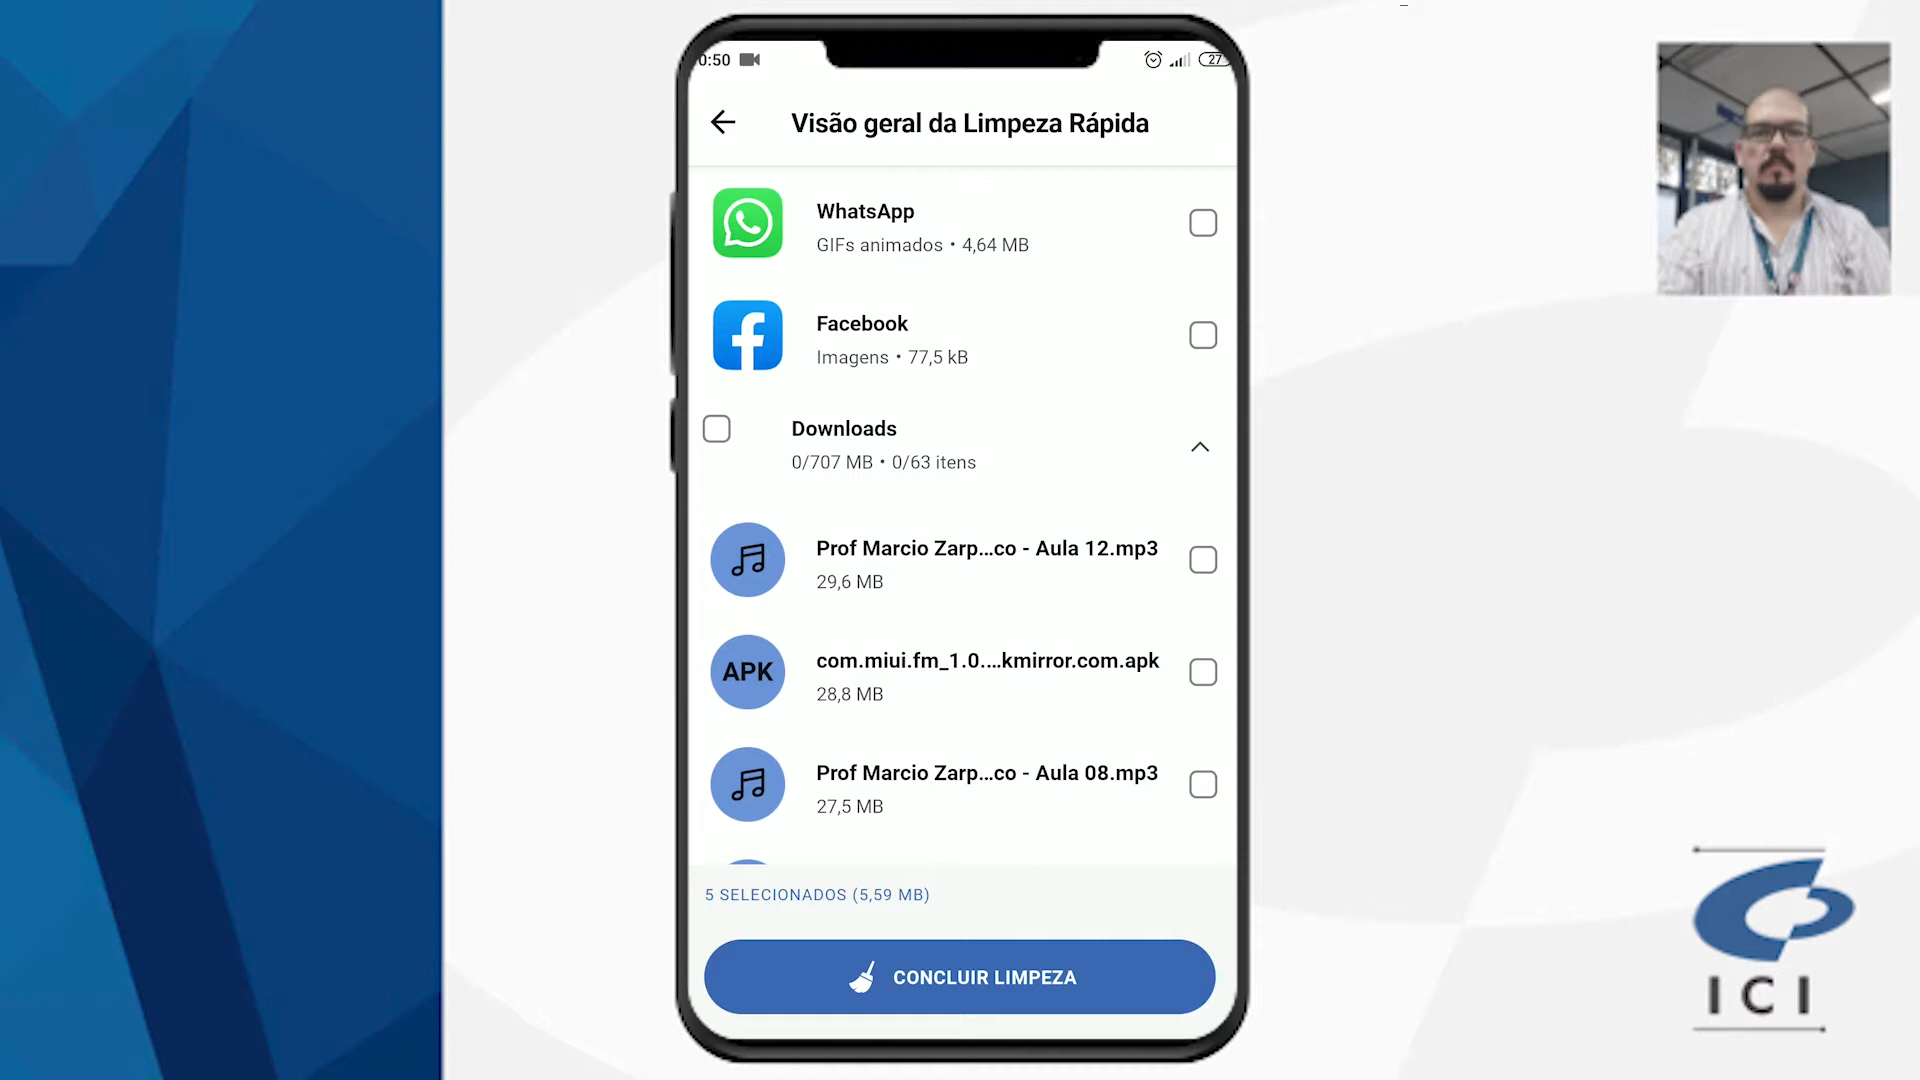 0:50
27
Visão geral da Limpeza Rápida
WhatsApp
GIFs animados • 4,64 MB
Facebook
Imagens • 77,5 kB
Downloads
0/707 MB • 0/63 itens
Prof Marcio Zarp...co - Aula 12.mp3
29,6 MB
APK
com.miui.fm_1.0....kmirror.com.apk
28,8 MB
Prof Marcio Zarp...co - Aula 08.mp3
27,5 MB
5 SELECIONADOS (5,59 MB)
CONCLUIR LIMPEZA
ICI